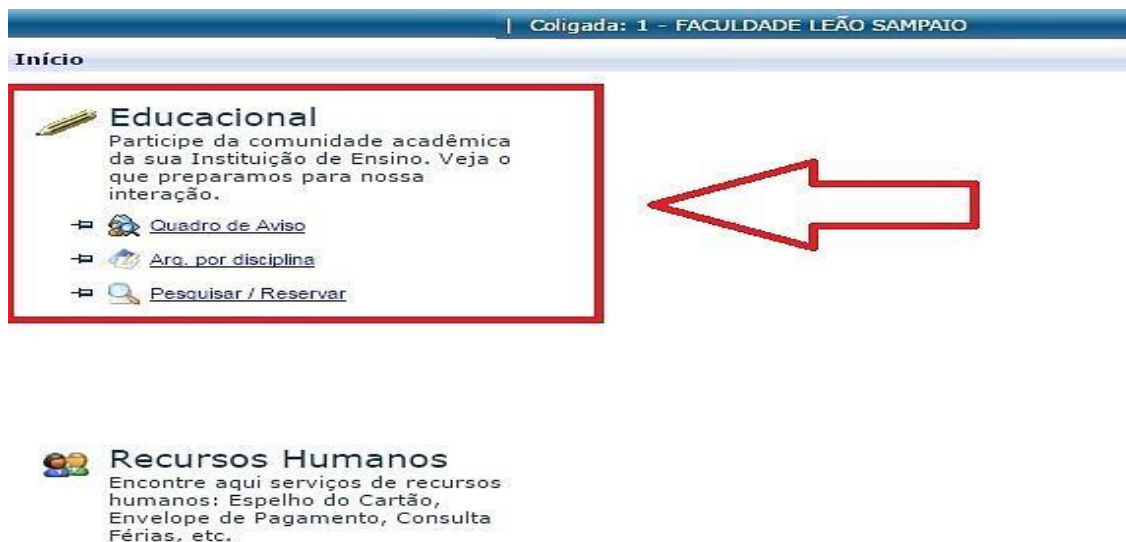 | Coligada: 1 - FACULDADE LEÃO SAMPAIO
Início
Educacional
Participe da comunidade acadêmica
da sua Instituição de Ensino. Veja o
que preparamos para nossa
interação.
Quadro de Aviso
Arq. por disciplina
Pesquisar / Reservar
Recursos Humanos
Encontre aqui serviços de recursos
humanos: Espelho do Cartão,
Envelope de Pagamento, Consulta
Férias, etc.